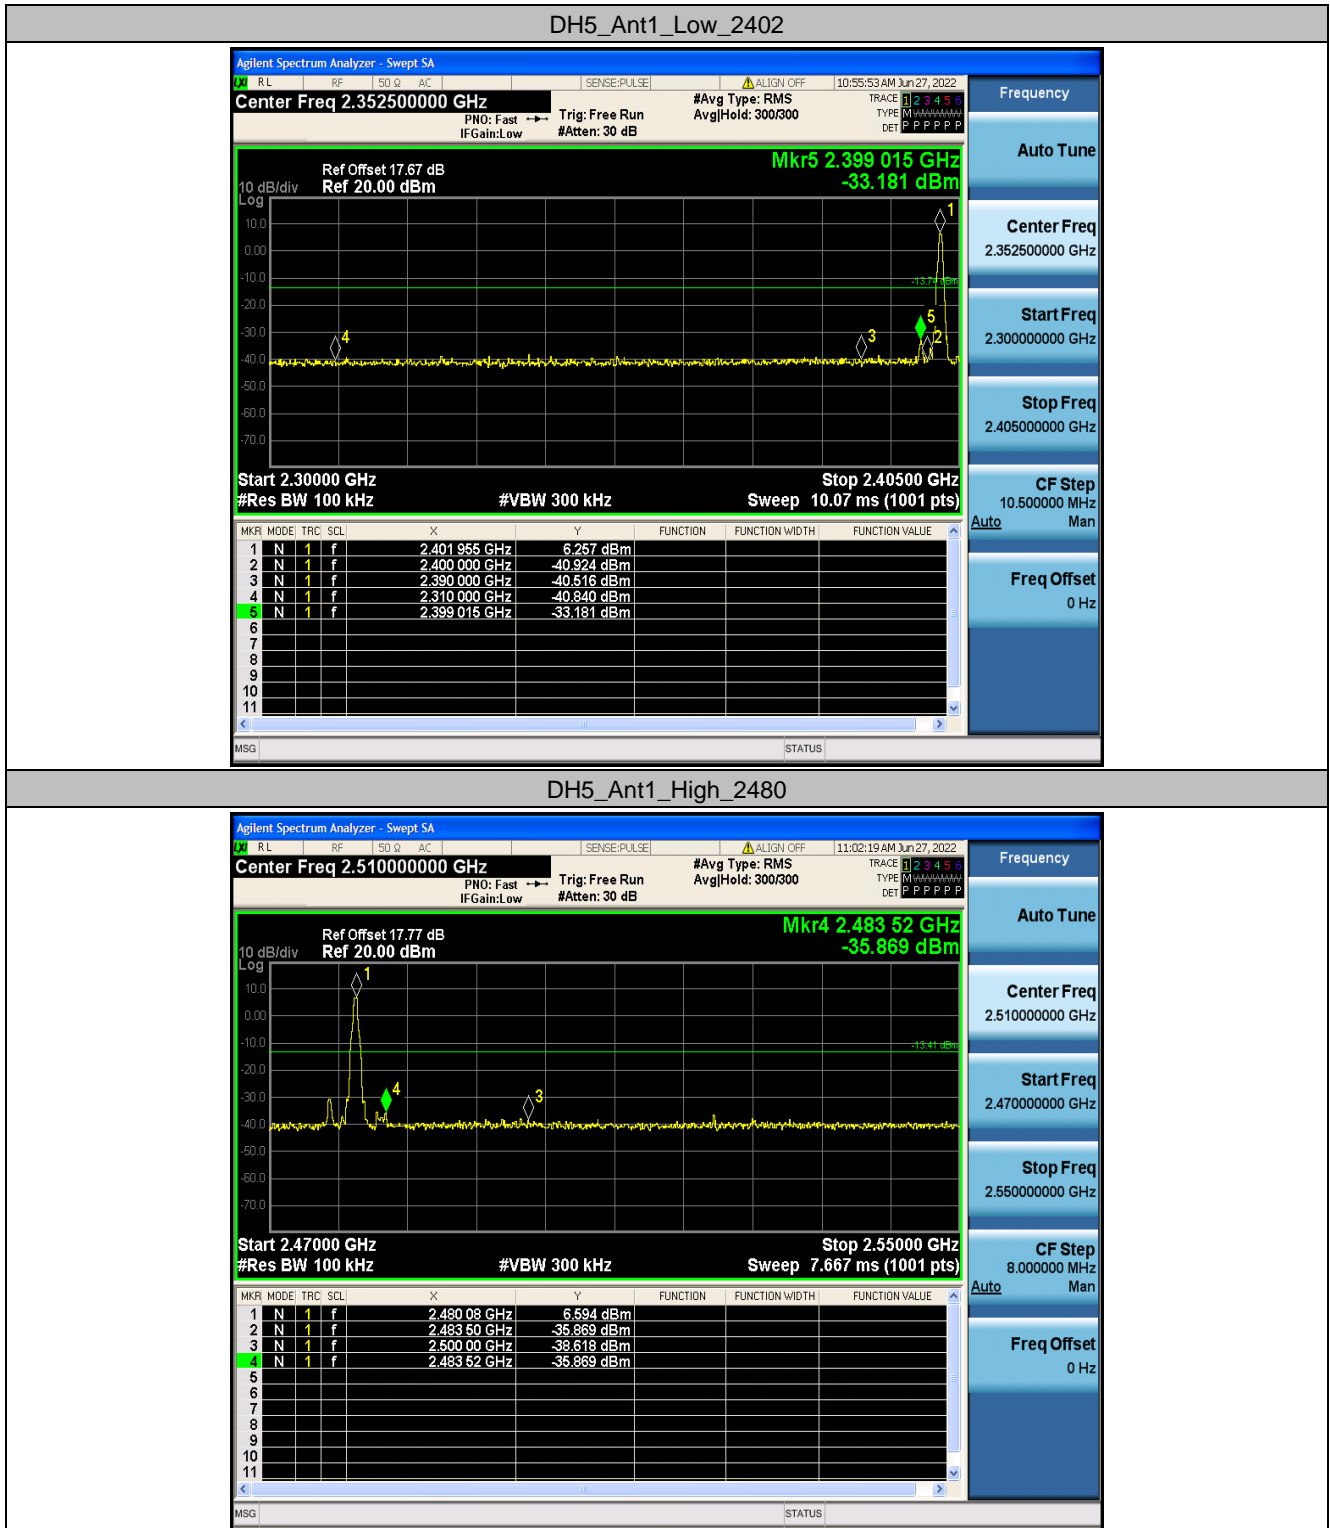 DH5_Ant1_Low_2402
Agilent Spectrum Analyzer - Swept SA
LXI RL RF 50 Ω AC SENSE:PULSE ALIGN OFF 10:55:53 AM Jun 27, 2022
Center Freq 2.352500000 GHz
PNO: Fast
IFGain:Low
Trig: Free Run
#Atten: 30 dB
#Avg Type: RMS
Avg|Hold: 300/300
TRACE 1 2 3 4 5 6
TYPE M WWWWW
DET P P P P P P
Mkr5 2.399 015 GHz
-33.181 dBm
Ref Offset 17.67 dB
10 dB/div Ref 20.00 dBm
Log
10.0
0.00
-10.0
-20.0
-30.0
-40.0
-50.0
-60.0
-70.0
-13.74 dBm
1
5
2
3
4
Start 2.30000 GHz Stop 2.40500 GHz
#Res BW 100 kHz #VBW 300 kHz Sweep 10.07 ms (1001 pts)
MKR MODE TRC SCL X Y FUNCTION FUNCTION WIDTH FUNCTION VALUE
1 N 1 f 2.401 955 GHz 6.257 dBm
2 N 1 f 2.400 000 GHz -40.924 dBm
3 N 1 f 2.390 000 GHz -40.516 dBm
4 N 1 f 2.310 000 GHz -40.840 dBm
5 N 1 f 2.399 015 GHz -33.181 dBm
6
7
8
9
10
11
MSG STATUS
Frequency
Auto Tune
Center Freq
2.352500000 GHz
Start Freq
2.300000000 GHz
Stop Freq
2.405000000 GHz
CF Step
10.500000 MHz
Auto Man
Freq Offset
0 Hz
DH5_Ant1_High_2480
Agilent Spectrum Analyzer - Swept SA
LXI RL RF 50 Ω AC SENSE:PULSE ALIGN OFF 11:02:19 AM Jun 27, 2022
Center Freq 2.510000000 GHz
PNO: Fast
IFGain:Low
Trig: Free Run
#Atten: 30 dB
#Avg Type: RMS
Avg|Hold: 300/300
TRACE 1 2 3 4 5 6
TYPE M WWWWW
DET P P P P P P
Mkr4 2.483 52 GHz
-35.869 dBm
Ref Offset 17.77 dB
10 dB/div Ref 20.00 dBm
Log
10.0
0.00
-10.0
-20.0
-30.0
-40.0
-50.0
-60.0
-70.0
-13.41 dBm
1
4
3
Start 2.47000 GHz Stop 2.55000 GHz
#Res BW 100 kHz #VBW 300 kHz Sweep 7.667 ms (1001 pts)
MKR MODE TRC SCL X Y FUNCTION FUNCTION WIDTH FUNCTION VALUE
1 N 1 f 2.480 08 GHz 6.594 dBm
2 N 1 f 2.483 50 GHz -35.869 dBm
3 N 1 f 2.500 00 GHz -38.618 dBm
4 N 1 f 2.483 52 GHz -35.869 dBm
5
6
7
8
9
10
11
MSG STATUS
Frequency
Auto Tune
Center Freq
2.510000000 GHz
Start Freq
2.470000000 GHz
Stop Freq
2.550000000 GHz
CF Step
8.000000 MHz
Auto Man
Freq Offset
0 Hz